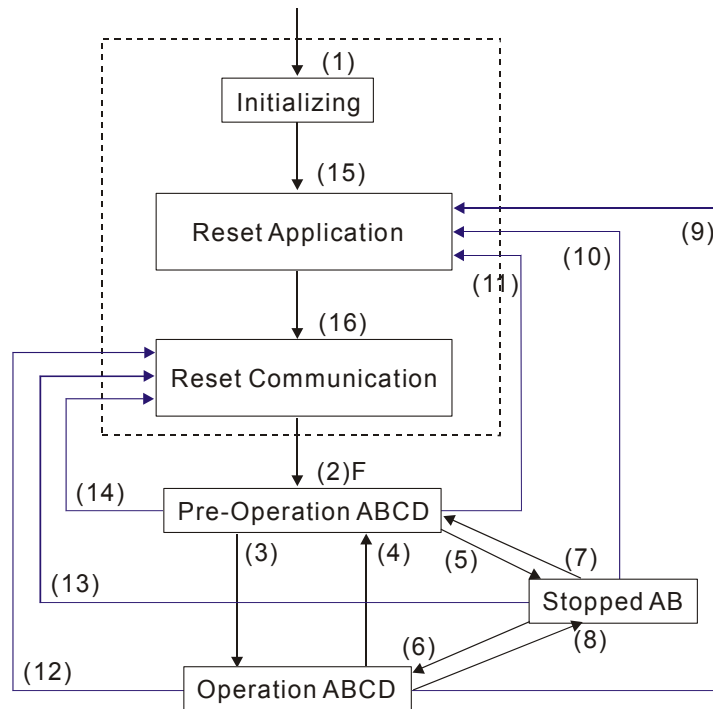 (1)
Initializing
(15)
Reset Application
(9)
(10)
(11)
(16)
Reset Communication
(2)F
(14)
Pre-Operation ABCD
(3)
(4)
(5)
(7)
(13)
Stopped AB
(6)
(8)
(12)
Operation ABCD